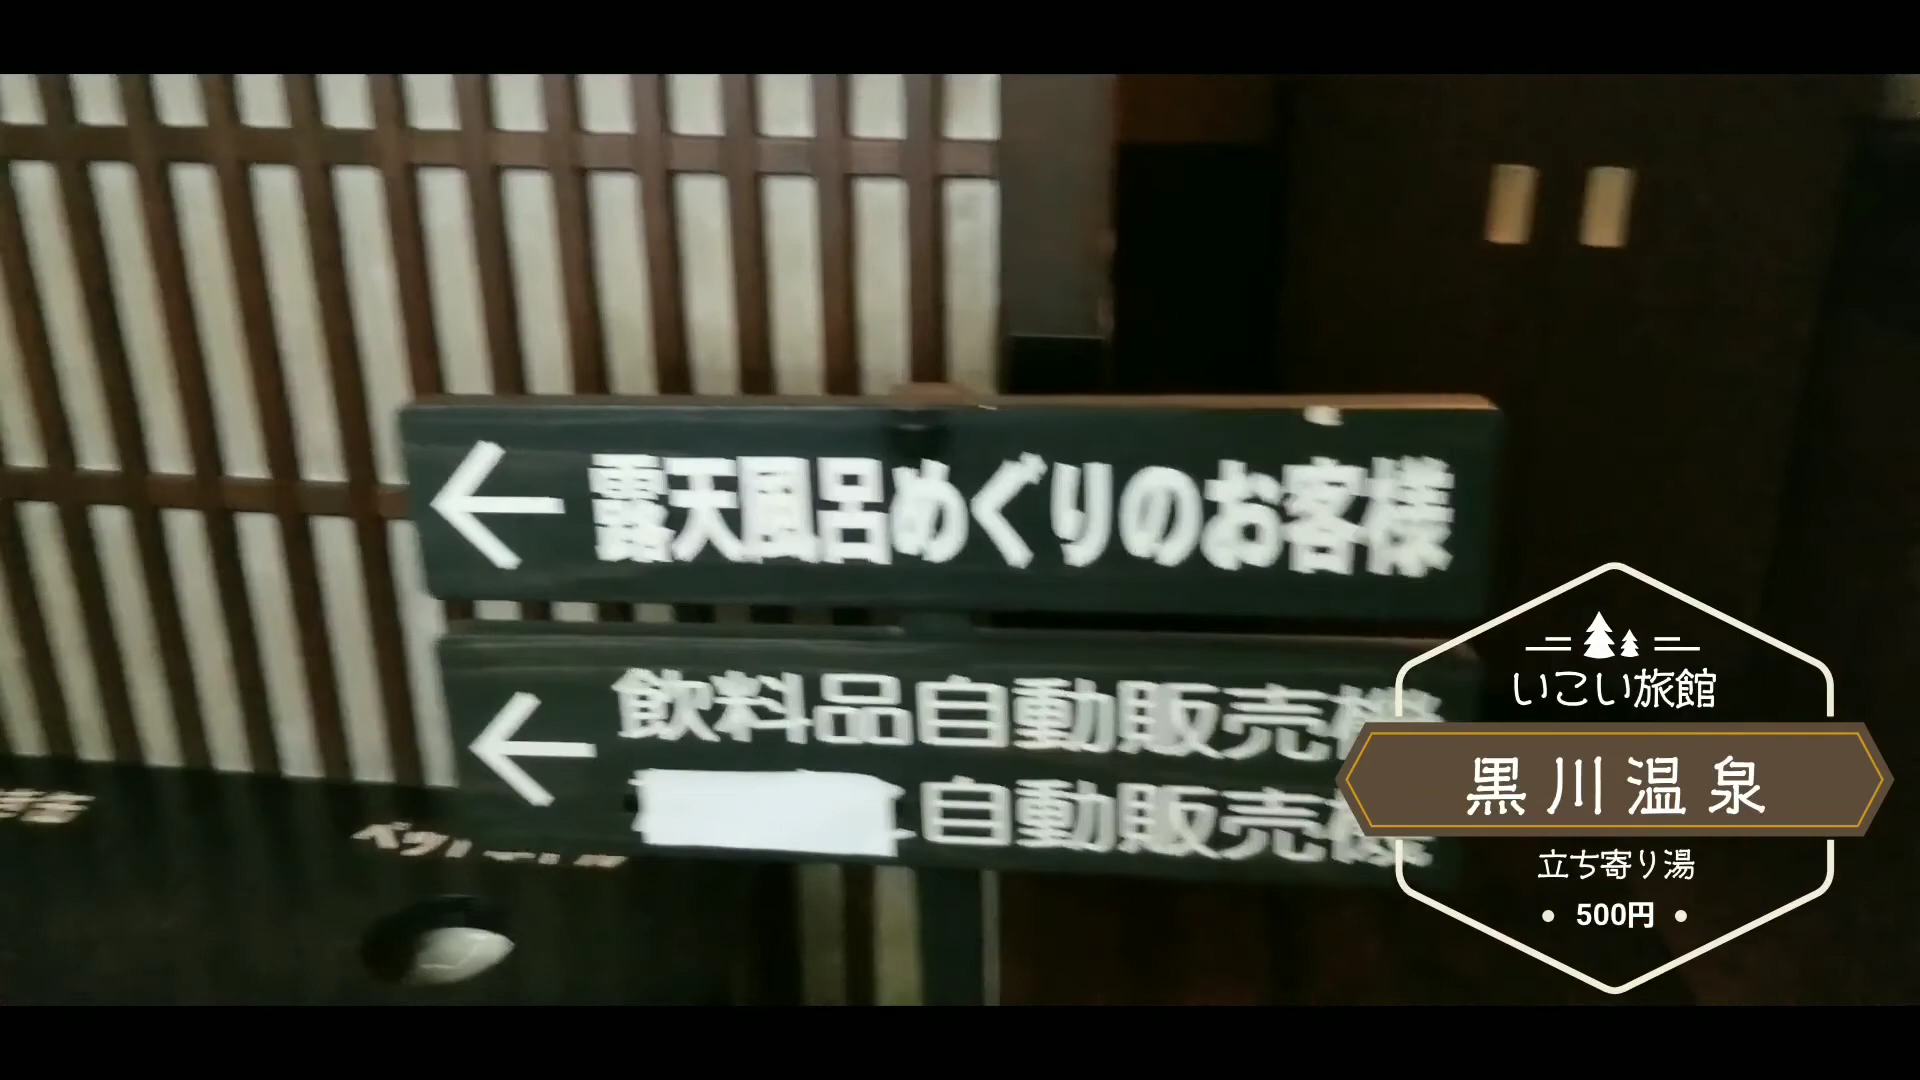 ← 露天風呂めぐりのお客様
← 飲料品自動販売機
自動販売機
いこい旅館
黒川温泉
立ち寄り湯
• 500円 •